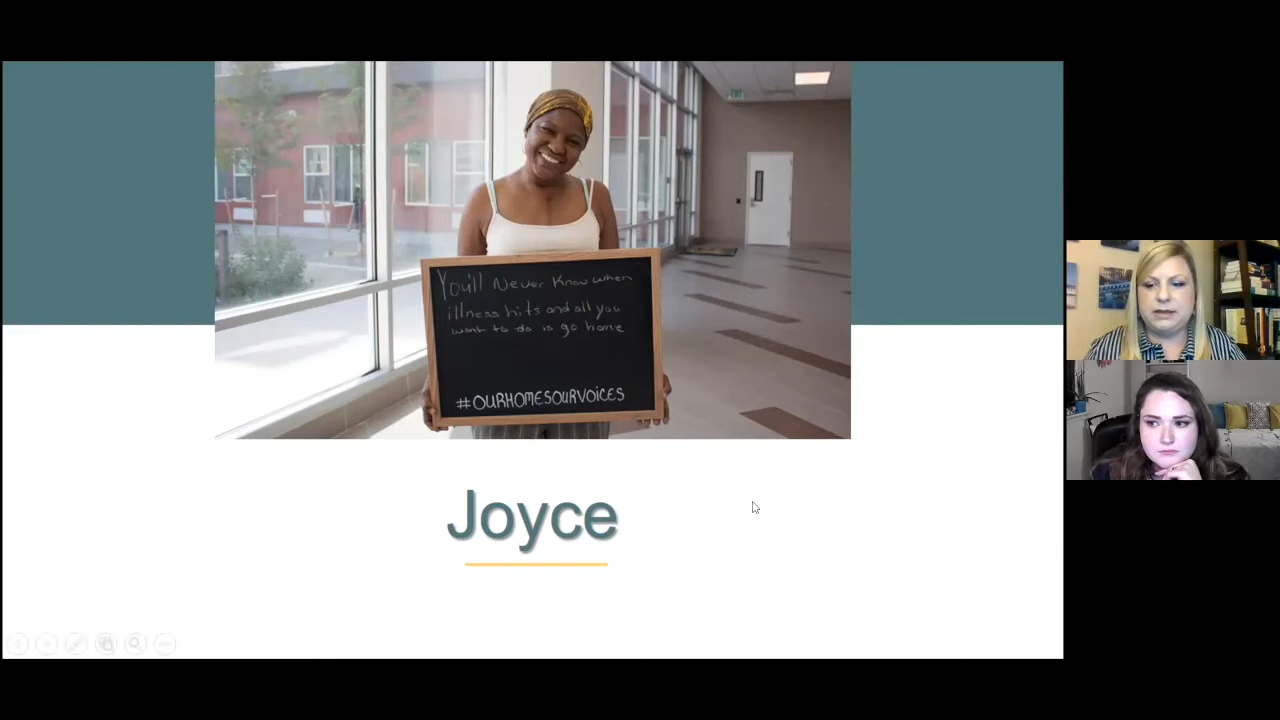 You'll Never Know when
illness hits and all you
want to do is go home
#OURHOMESOURVOICES
Joyce